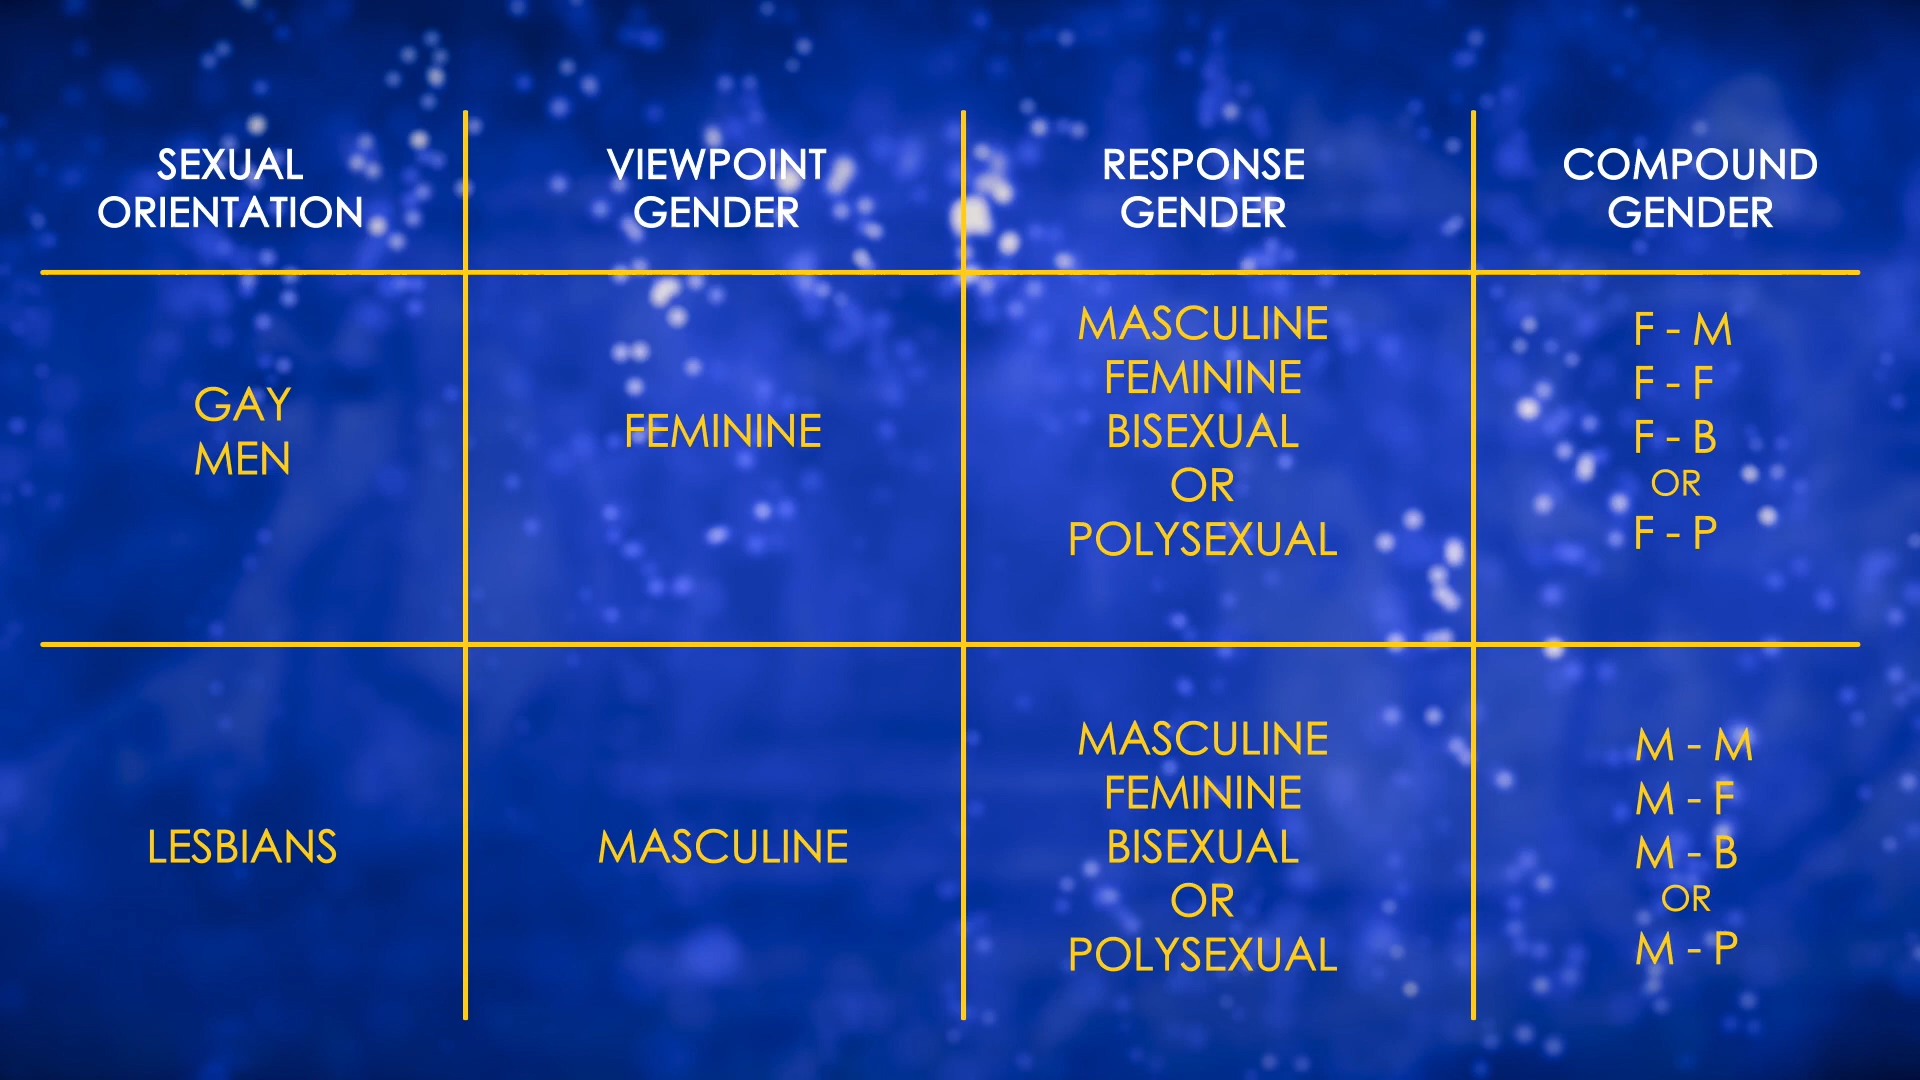 SEXUAL
ORIENTATION
VIEWPOINT
GENDER
RESPONSE
GENDER
COMPOUND
GENDER
GAY
MEN
FEMININE
MASCULINE
FEMININE
BISEXUAL
OR
POLYSEXUAL
F - M
F - F
F - B
OR
F - P
LESBIANS
MASCULINE
MASCULINE
FEMININE
BISEXUAL
OR
POLYSEXUAL
M - M
M - F
M - B
OR
M - P